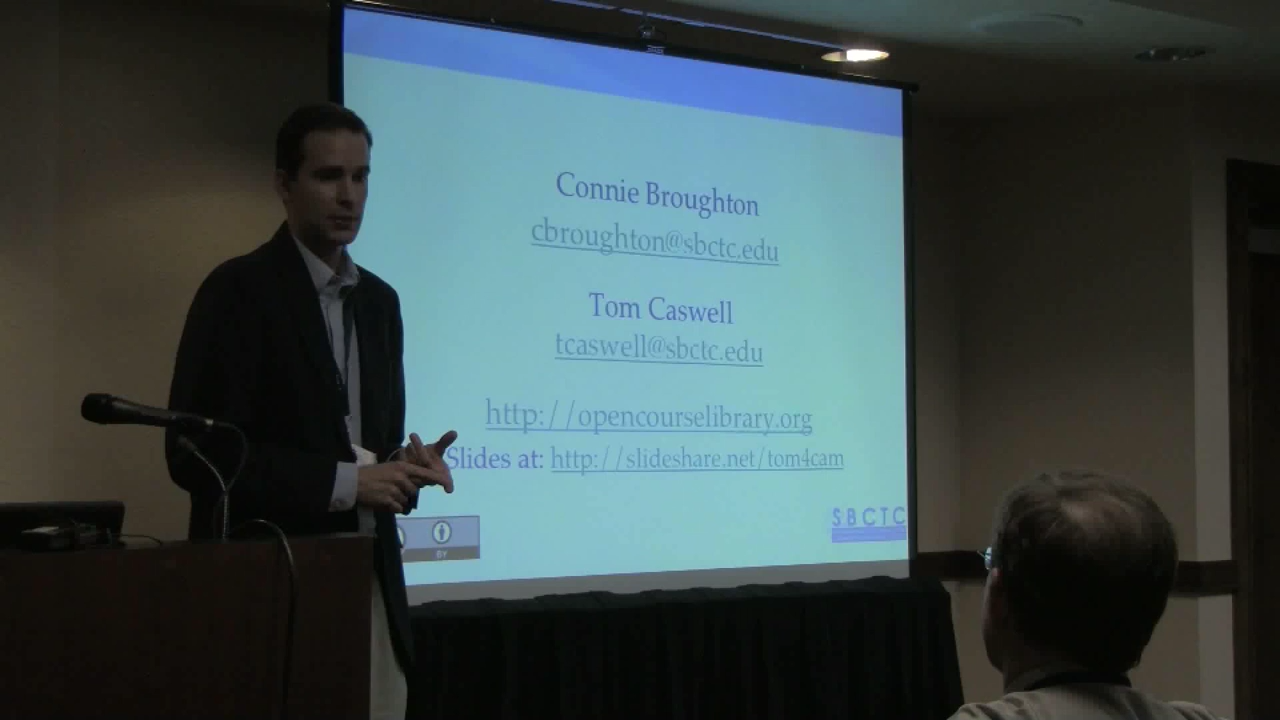 Connie Broughton
cbroughton@sbctc.edu
Tom Caswell
tcaswell@sbctc.edu
http://opencourselibrary.org
Slides at: http://slideshare.net/tom4cam
BY
SBCTC